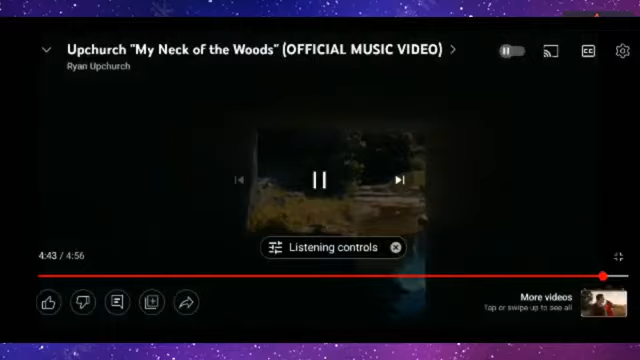 Upchurch "My Neck of the Woods" (OFFICIAL MUSIC VIDEO)
Ryan Upchurch
CC
Listening controls
4:43 / 4:56
More videos
Tap or swipe up to see all